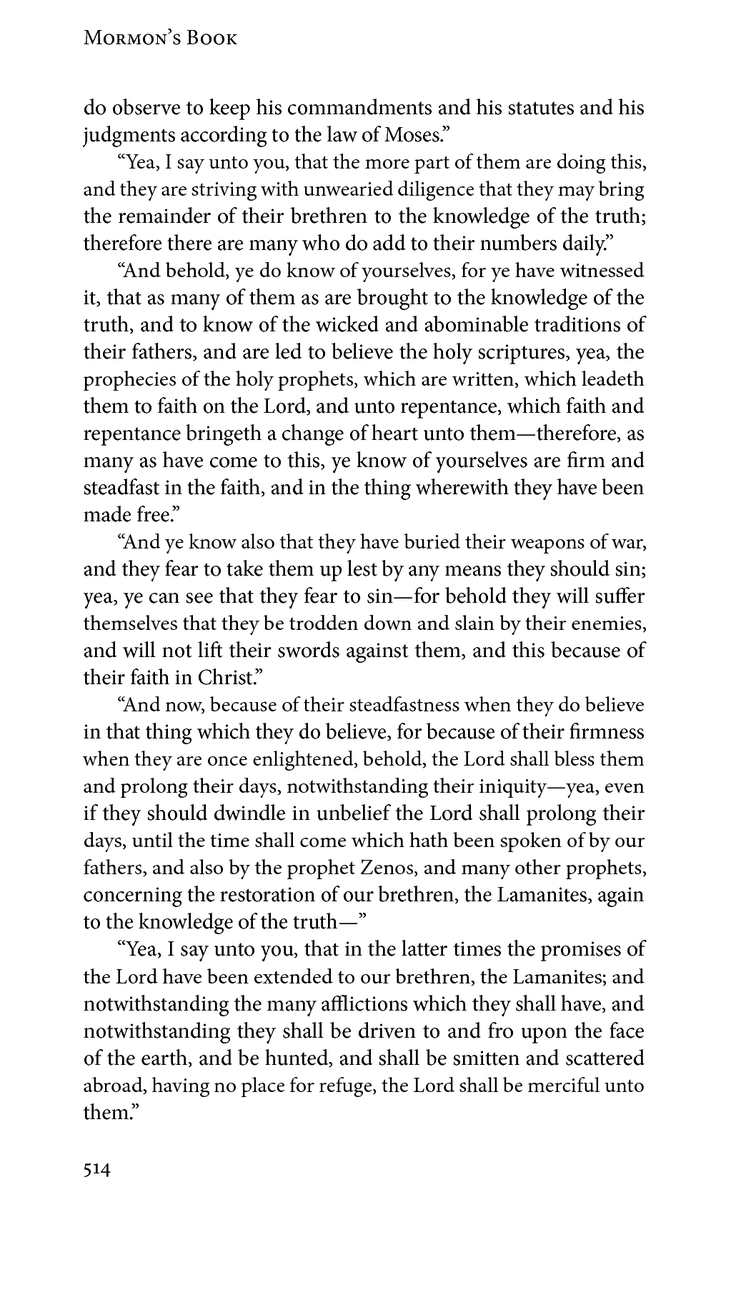 Mormon’s Book
do observe to keep his commandments and his statutes and his
judgments according to the law of Moses.”
“Yea, I say unto you, that the more part of them are doing this,
and they are striving with unwearied diligence that they may bring
the remainder of their brethren to the knowledge of the truth;
therefore there are many who do add to their numbers daily.”
“And behold, ye do know of yourselves, for ye have witnessed
it, that as many of them as are brought to the knowledge of the
truth, and to know of the wicked and abominable traditions of
their fathers, and are led to believe the holy scriptures, yea, the
prophecies of the holy prophets, which are written, which leadeth
them to faith on the Lord, and unto repentance, which faith and
repentance bringeth a change of heart unto them—therefore, as
many as have come to this, ye know of yourselves are firm and
steadfast in the faith, and in the thing wherewith they have been
made free.”
“And ye know also that they have buried their weapons of war,
and they fear to take them up lest by any means they should sin;
yea, ye can see that they fear to sin—for behold they will suffer
themselves that they be trodden down and slain by their enemies,
and will not lift their swords against them, and this because of
their faith in Christ.”
“And now, because of their steadfastness when they do believe
in that thing which they do believe, for because of their firmness
when they are once enlightened, behold, the Lord shall bless them
and prolong their days, notwithstanding their iniquity—yea, even
if they should dwindle in unbelief the Lord shall prolong their
days, until the time shall come which hath been spoken of by our
fathers, and also by the prophet Zenos, and many other prophets,
concerning the restoration of our brethren, the Lamanites, again
to the knowledge of the truth—”
“Yea, I say unto you, that in the latter times the promises of
the Lord have been extended to our brethren, the Lamanites; and
notwithstanding the many afflictions which they shall have, and
notwithstanding they shall be driven to and fro upon the face
of the earth, and be hunted, and shall be smitten and scattered
abroad, having no place for refuge, the Lord shall be merciful unto
them.”
514